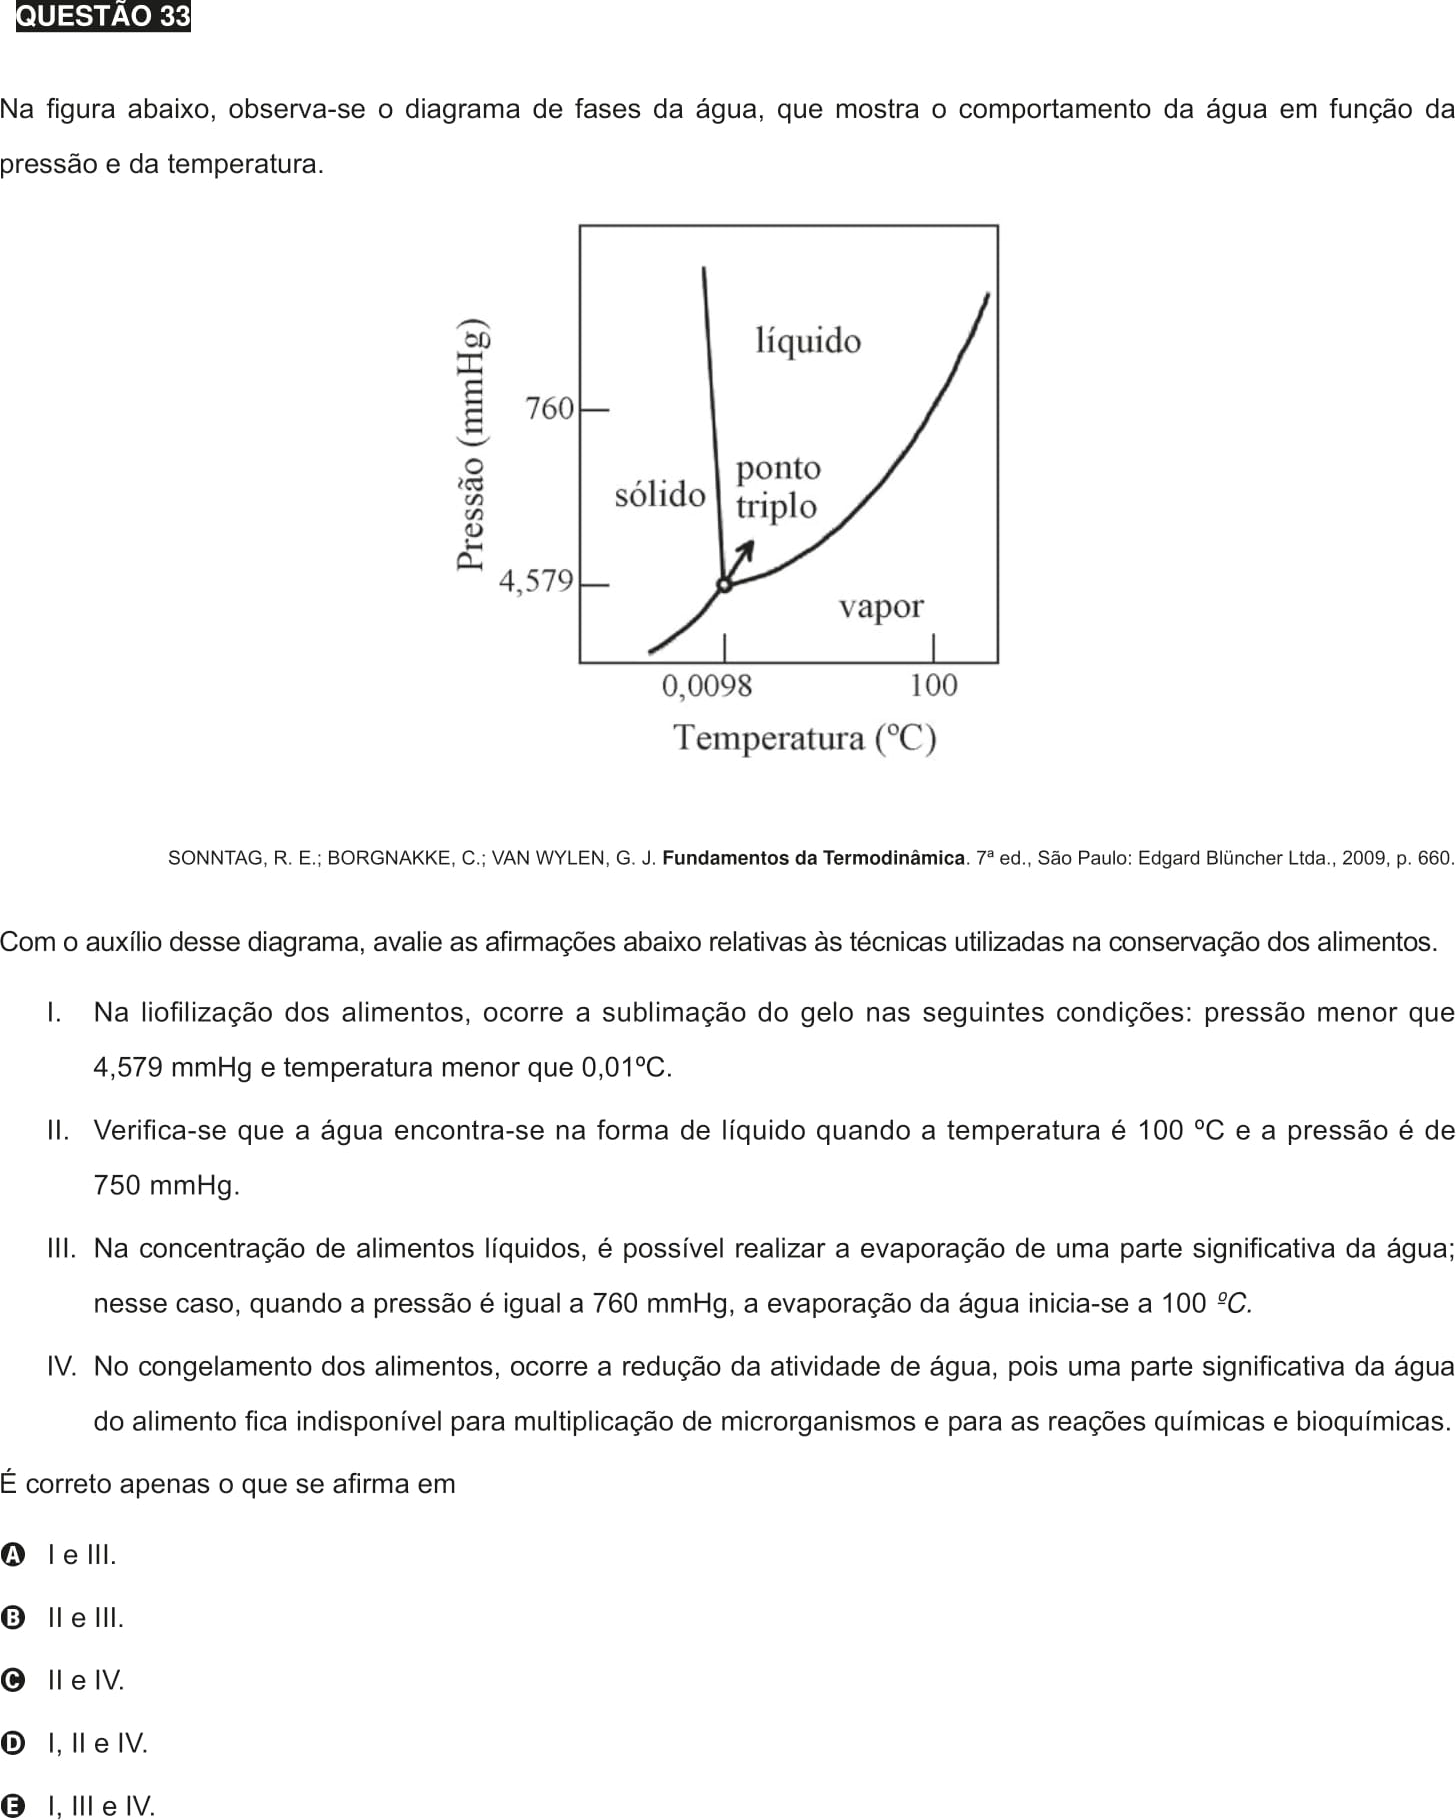 QUESTÃO 33
Na figura abaixo, observa-se o diagrama de fases da água, que mostra o comportamento da água em função da
pressão e da temperatura.
Pressão (mmHg)
760
4,579
líquido
sólido
ponto
triplo
vapor
0,0098
100
Temperatura (ºC)
SONNTAG, R. E.; BORGNAKKE, C.; VAN WYLEN, G. J. Fundamentos da Termodinâmica. 7ª ed., São Paulo: Edgard Blüncher Ltda., 2009, p. 660.
Com o auxílio desse diagrama, avalie as afirmações abaixo relativas às técnicas utilizadas na conservação dos alimentos.
I. Na liofilização dos alimentos, ocorre a sublimação do gelo nas seguintes condições: pressão menor que
4,579 mmHg e temperatura menor que 0,01ºC.
II. Verifica-se que a água encontra-se na forma de líquido quando a temperatura é 100 ºC e a pressão é de
750 mmHg.
III. Na concentração de alimentos líquidos, é possível realizar a evaporação de uma parte significativa da água;
nesse caso, quando a pressão é igual a 760 mmHg, a evaporação da água inicia-se a 100 ºC.
IV. No congelamento dos alimentos, ocorre a redução da atividade de água, pois uma parte significativa da água
do alimento fica indisponível para multiplicação de microrganismos e para as reações químicas e bioquímicas.
É correto apenas o que se afirma em
A I e III.
B II e III.
C II e IV.
D I, II e IV.
E I, III e IV.